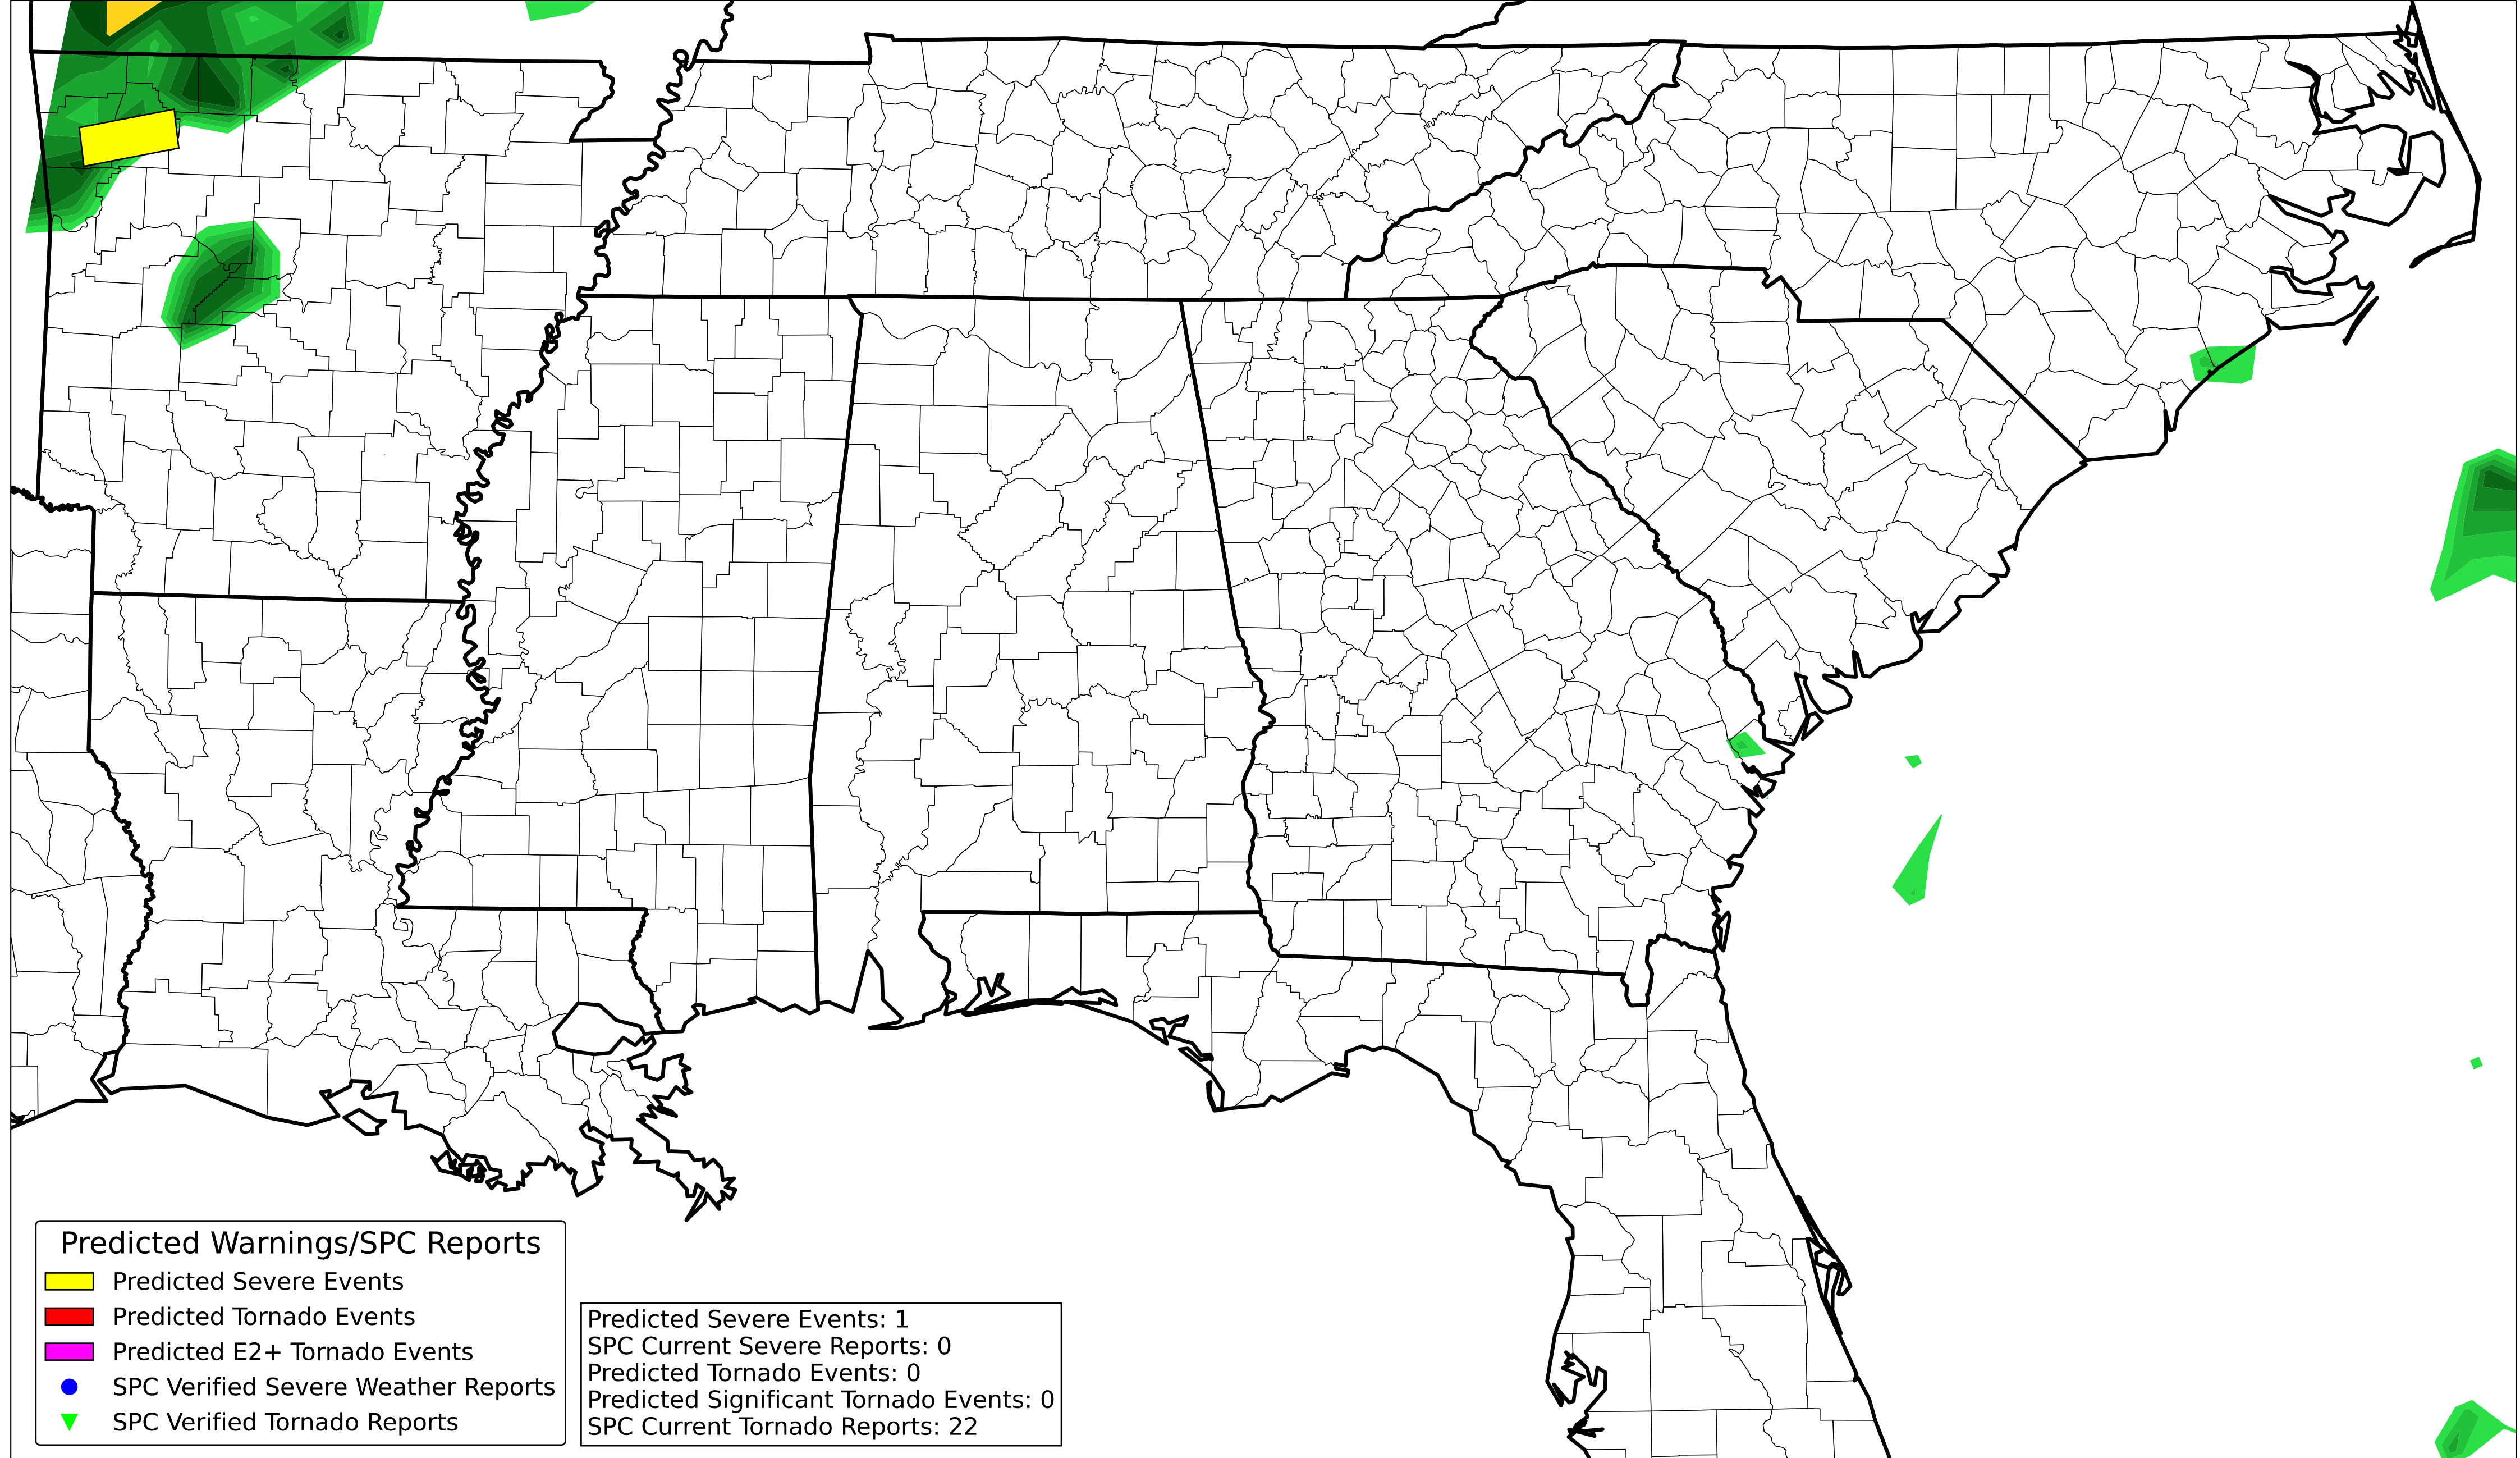 Predicted Warnings/SPC Reports
Predicted Severe Events
Predicted Tornado Events
Predicted E2+ Tornado Events
SPC Verified Severe Weather Reports
SPC Verified Tornado Reports
Predicted Severe Events: 1
SPC Current Severe Reports: 0
Predicted Tornado Events: 0
Predicted Significant Tornado Events: 0
SPC Current Tornado Reports: 22